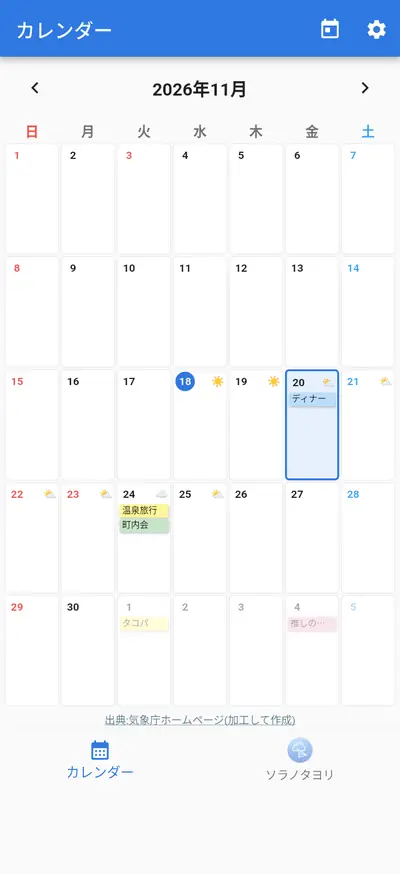 カレンダー
2026年11月
日 月 火 水 木 金 土
1 2 3 4 5 6 7
8 9 10 11 12 13 14
15 16 17 18 19 20 21
ディナー
22 23 24 25 26 27 28
温泉旅行
町内会
29 30 1 2 3 4 5
タコパ 推しの…
出典:気象庁ホームページ(加工して作成)
カレンダー ソラノタヨリ